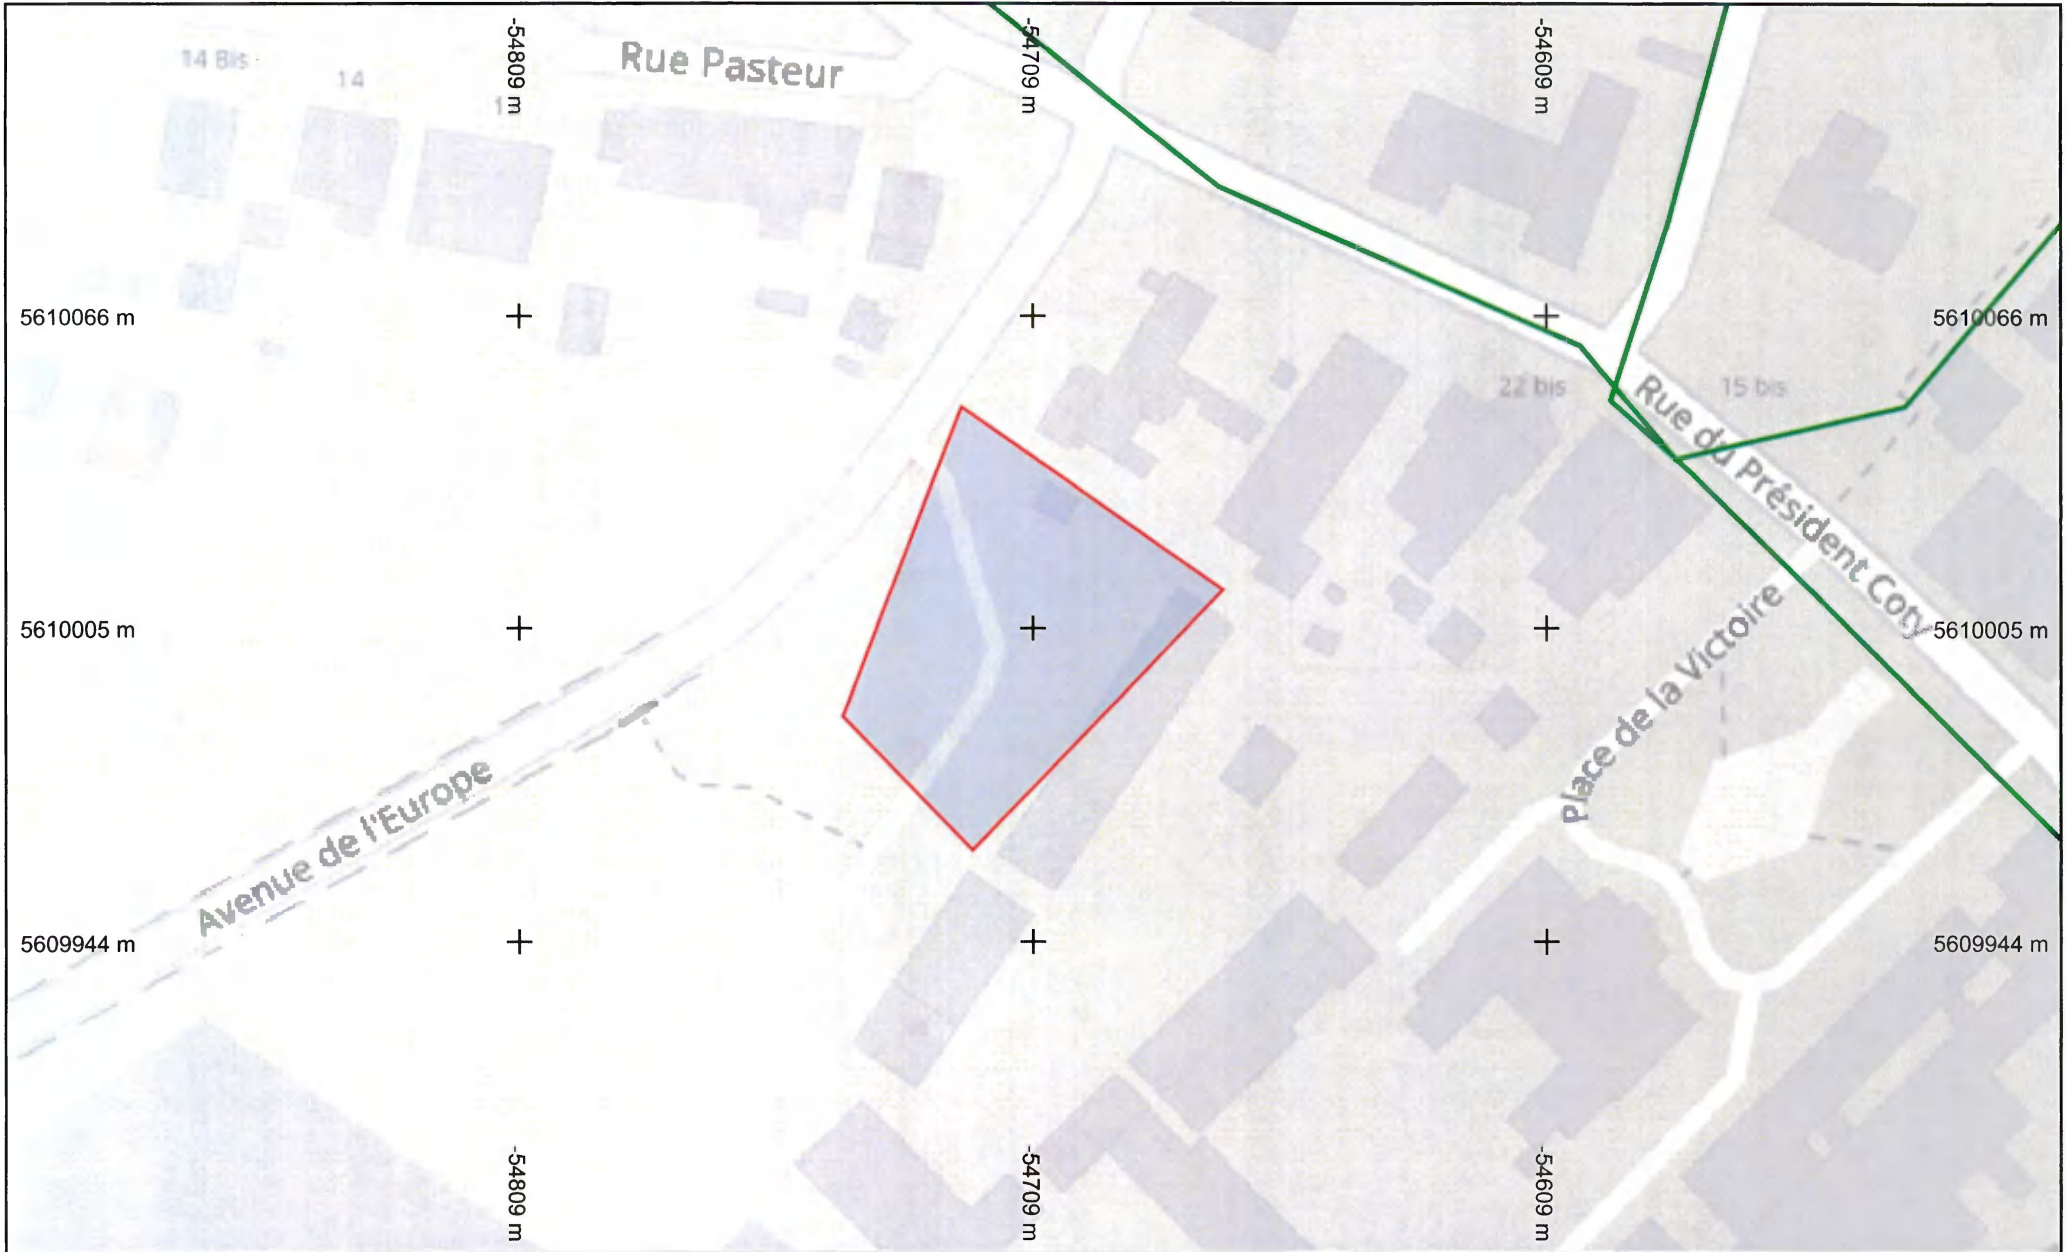 14 Bis
14
Rue Pasteur
-54809 m
-54709 m
-54609 m
5610066 m
5610066 m
22 bis
15 bis
Rue du Président Coty
5610005 m
5610005 m
Place de la Victoire
Avenue de l'Europe
5609944 m
5609944 m
-54809 m
-54709 m
-54609 m